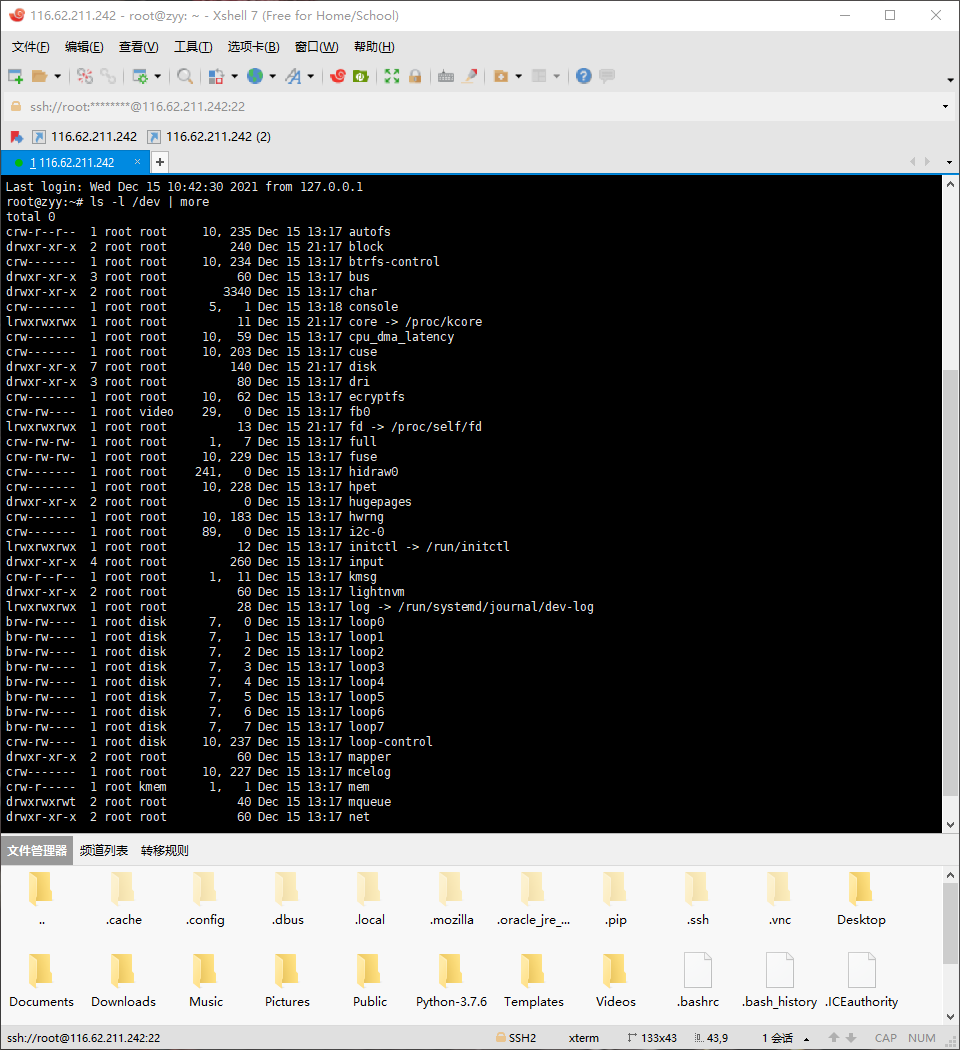 116.62.211.242 - root@zyy: ~ - Xshell 7 (Free for Home/School)
文件(F) 编辑(E) 查看(V) 工具(T) 选项卡(B) 窗口(W) 帮助(H)
ssh://root:********@116.62.211.242:22
116.62.211.242 116.62.211.242 (2)
1 116.62.211.242 × +
Last login: Wed Dec 15 10:42:30 2021 from 127.0.0.1
root@zyy:~# ls -l /dev | more
total 0
crw-r--r--  1 root root     10, 235 Dec 15 13:17 autofs
drwxr-xr-x  2 root root         240 Dec 15 21:17 block
crw-------  1 root root     10, 234 Dec 15 13:17 btrfs-control
drwxr-xr-x  3 root root          60 Dec 15 13:17 bus
drwxr-xr-x  2 root root        3340 Dec 15 13:17 char
crw-------  1 root root      5,   1 Dec 15 13:18 console
lrwxrwxrwx  1 root root          11 Dec 15 21:17 core -> /proc/kcore
crw-------  1 root root     10,  59 Dec 15 13:17 cpu_dma_latency
crw-------  1 root root     10, 203 Dec 15 13:17 cuse
drwxr-xr-x  7 root root         140 Dec 15 21:17 disk
drwxr-xr-x  3 root root          80 Dec 15 13:17 dri
crw-------  1 root root     10,  62 Dec 15 13:17 ecryptfs
crw-rw----  1 root video    29,   0 Dec 15 13:17 fb0
lrwxrwxrwx  1 root root          13 Dec 15 21:17 fd -> /proc/self/fd
crw-rw-rw-  1 root root      1,   7 Dec 15 13:17 full
crw-rw-rw-  1 root root     10, 229 Dec 15 13:17 fuse
crw-------  1 root root    241,   0 Dec 15 13:17 hidraw0
crw-------  1 root root     10, 228 Dec 15 13:17 hpet
drwxr-xr-x  2 root root           0 Dec 15 13:17 hugepages
crw-------  1 root root     10, 183 Dec 15 13:17 hwrng
crw-------  1 root root     89,   0 Dec 15 13:17 i2c-0
lrwxrwxrwx  1 root root          12 Dec 15 13:17 initctl -> /run/initctl
drwxr-xr-x  4 root root         260 Dec 15 13:17 input
crw-r--r--  1 root root      1,  11 Dec 15 13:17 kmsg
drwxr-xr-x  2 root root          60 Dec 15 13:17 lightnvm
lrwxrwxrwx  1 root root          28 Dec 15 13:17 log -> /run/systemd/journal/dev-log
brw-rw----  1 root disk      7,   0 Dec 15 13:17 loop0
brw-rw----  1 root disk      7,   1 Dec 15 13:17 loop1
brw-rw----  1 root disk      7,   2 Dec 15 13:17 loop2
brw-rw----  1 root disk      7,   3 Dec 15 13:17 loop3
brw-rw----  1 root disk      7,   4 Dec 15 13:17 loop4
brw-rw----  1 root disk      7,   5 Dec 15 13:17 loop5
brw-rw----  1 root disk      7,   6 Dec 15 13:17 loop6
brw-rw----  1 root disk      7,   7 Dec 15 13:17 loop7
crw-rw----  1 root disk     10, 237 Dec 15 13:17 loop-control
drwxr-xr-x  2 root root          60 Dec 15 13:17 mapper
crw-------  1 root root     10, 227 Dec 15 13:17 mcelog
crw-r-----  1 root kmem      1,   1 Dec 15 13:17 mem
drwxrwxrwt  2 root root          40 Dec 15 13:17 mqueue
drwxr-xr-x  2 root root          60 Dec 15 13:17 net
文件管理器 频道列表 转移规则
.. .cache .config .dbus .local .mozilla .oracle_jre_... .pip .ssh .vnc Desktop
Documents Downloads Music Pictures Public Python-3.7.6 Templates Videos .bashrc .bash_history .ICEauthority
ssh://root@116.62.211.242:22 SSH2 xterm 133x43 43,9 1 会话 CAP NUM